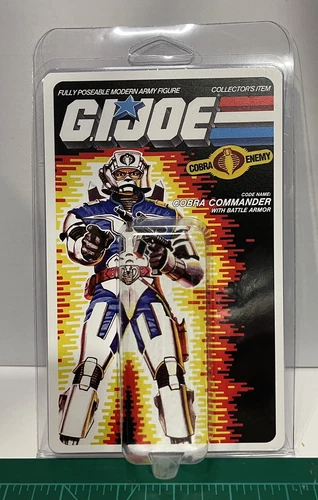 FULLY POSEABLE MODERN ARMY FIGURE
COLLECTOR'S ITEM
G.I.JOE
COBRA ENEMY
CODE NAME:
COBRA COMMANDER
WITH BATTLE ARMOR